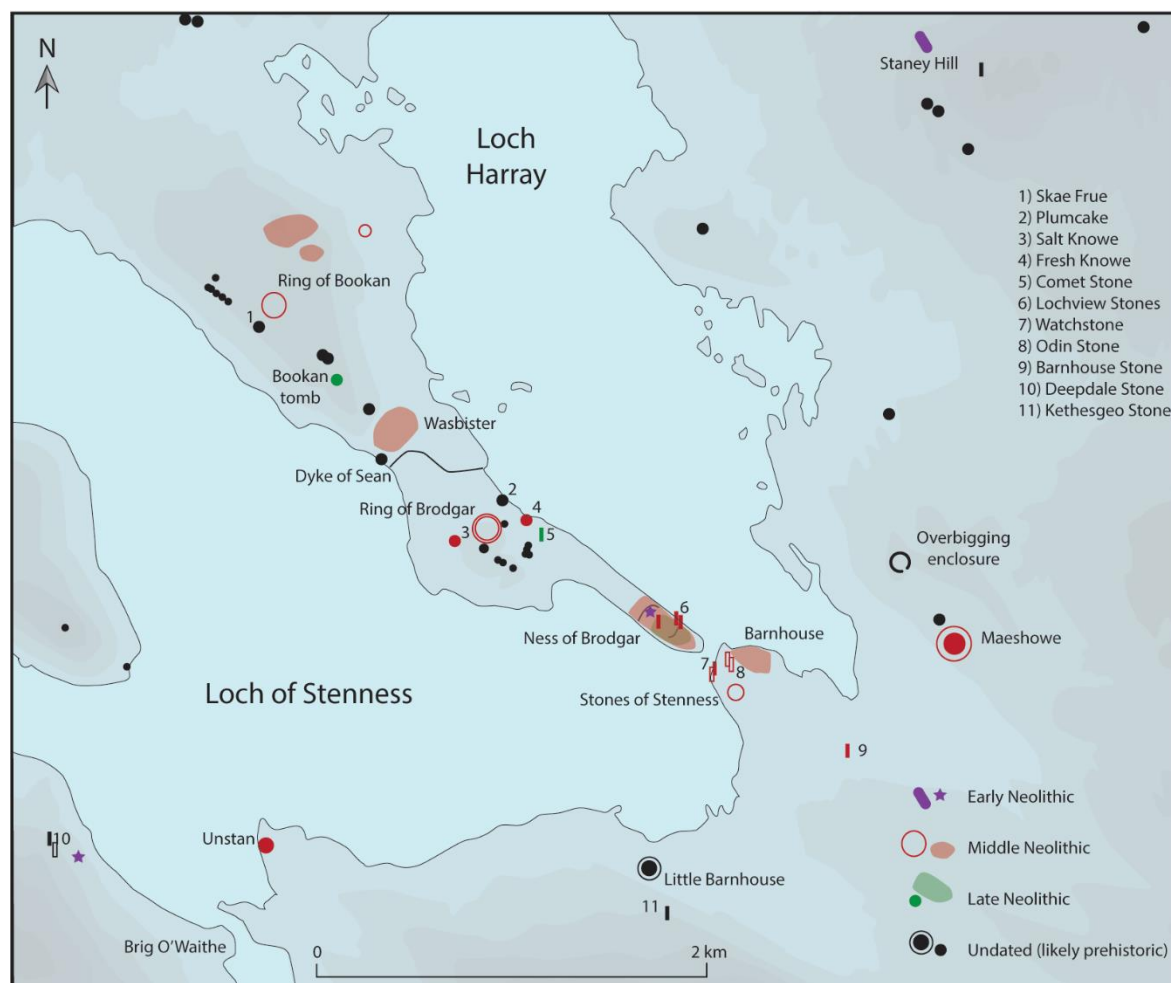 N
Staney Hill
Loch
Harray
1) Skae Frue
2) Plumcake
3) Salt Knowe
4) Fresh Knowe
5) Comet Stone
6) Lochview Stones
7) Watchstone
8) Odin Stone
9) Barnhouse Stone
10) Deepdale Stone
11) Kethesgeo Stone
Ring of Bookan
1
Bookan
tomb
Wasbister
Dyke of Sean
2
Ring of Brodgar
4
3
5
Overbigging
enclosure
6
Ness of Brodgar
Barnhouse
Maeshowe
7
8
Loch of Stenness
Stones of Stenness
9
Early Neolithic
10
Unstan
Middle Neolithic
Little Barnhouse
Late Neolithic
11
Brig O'Waithe
0
2 km
Undated (likely prehistoric)